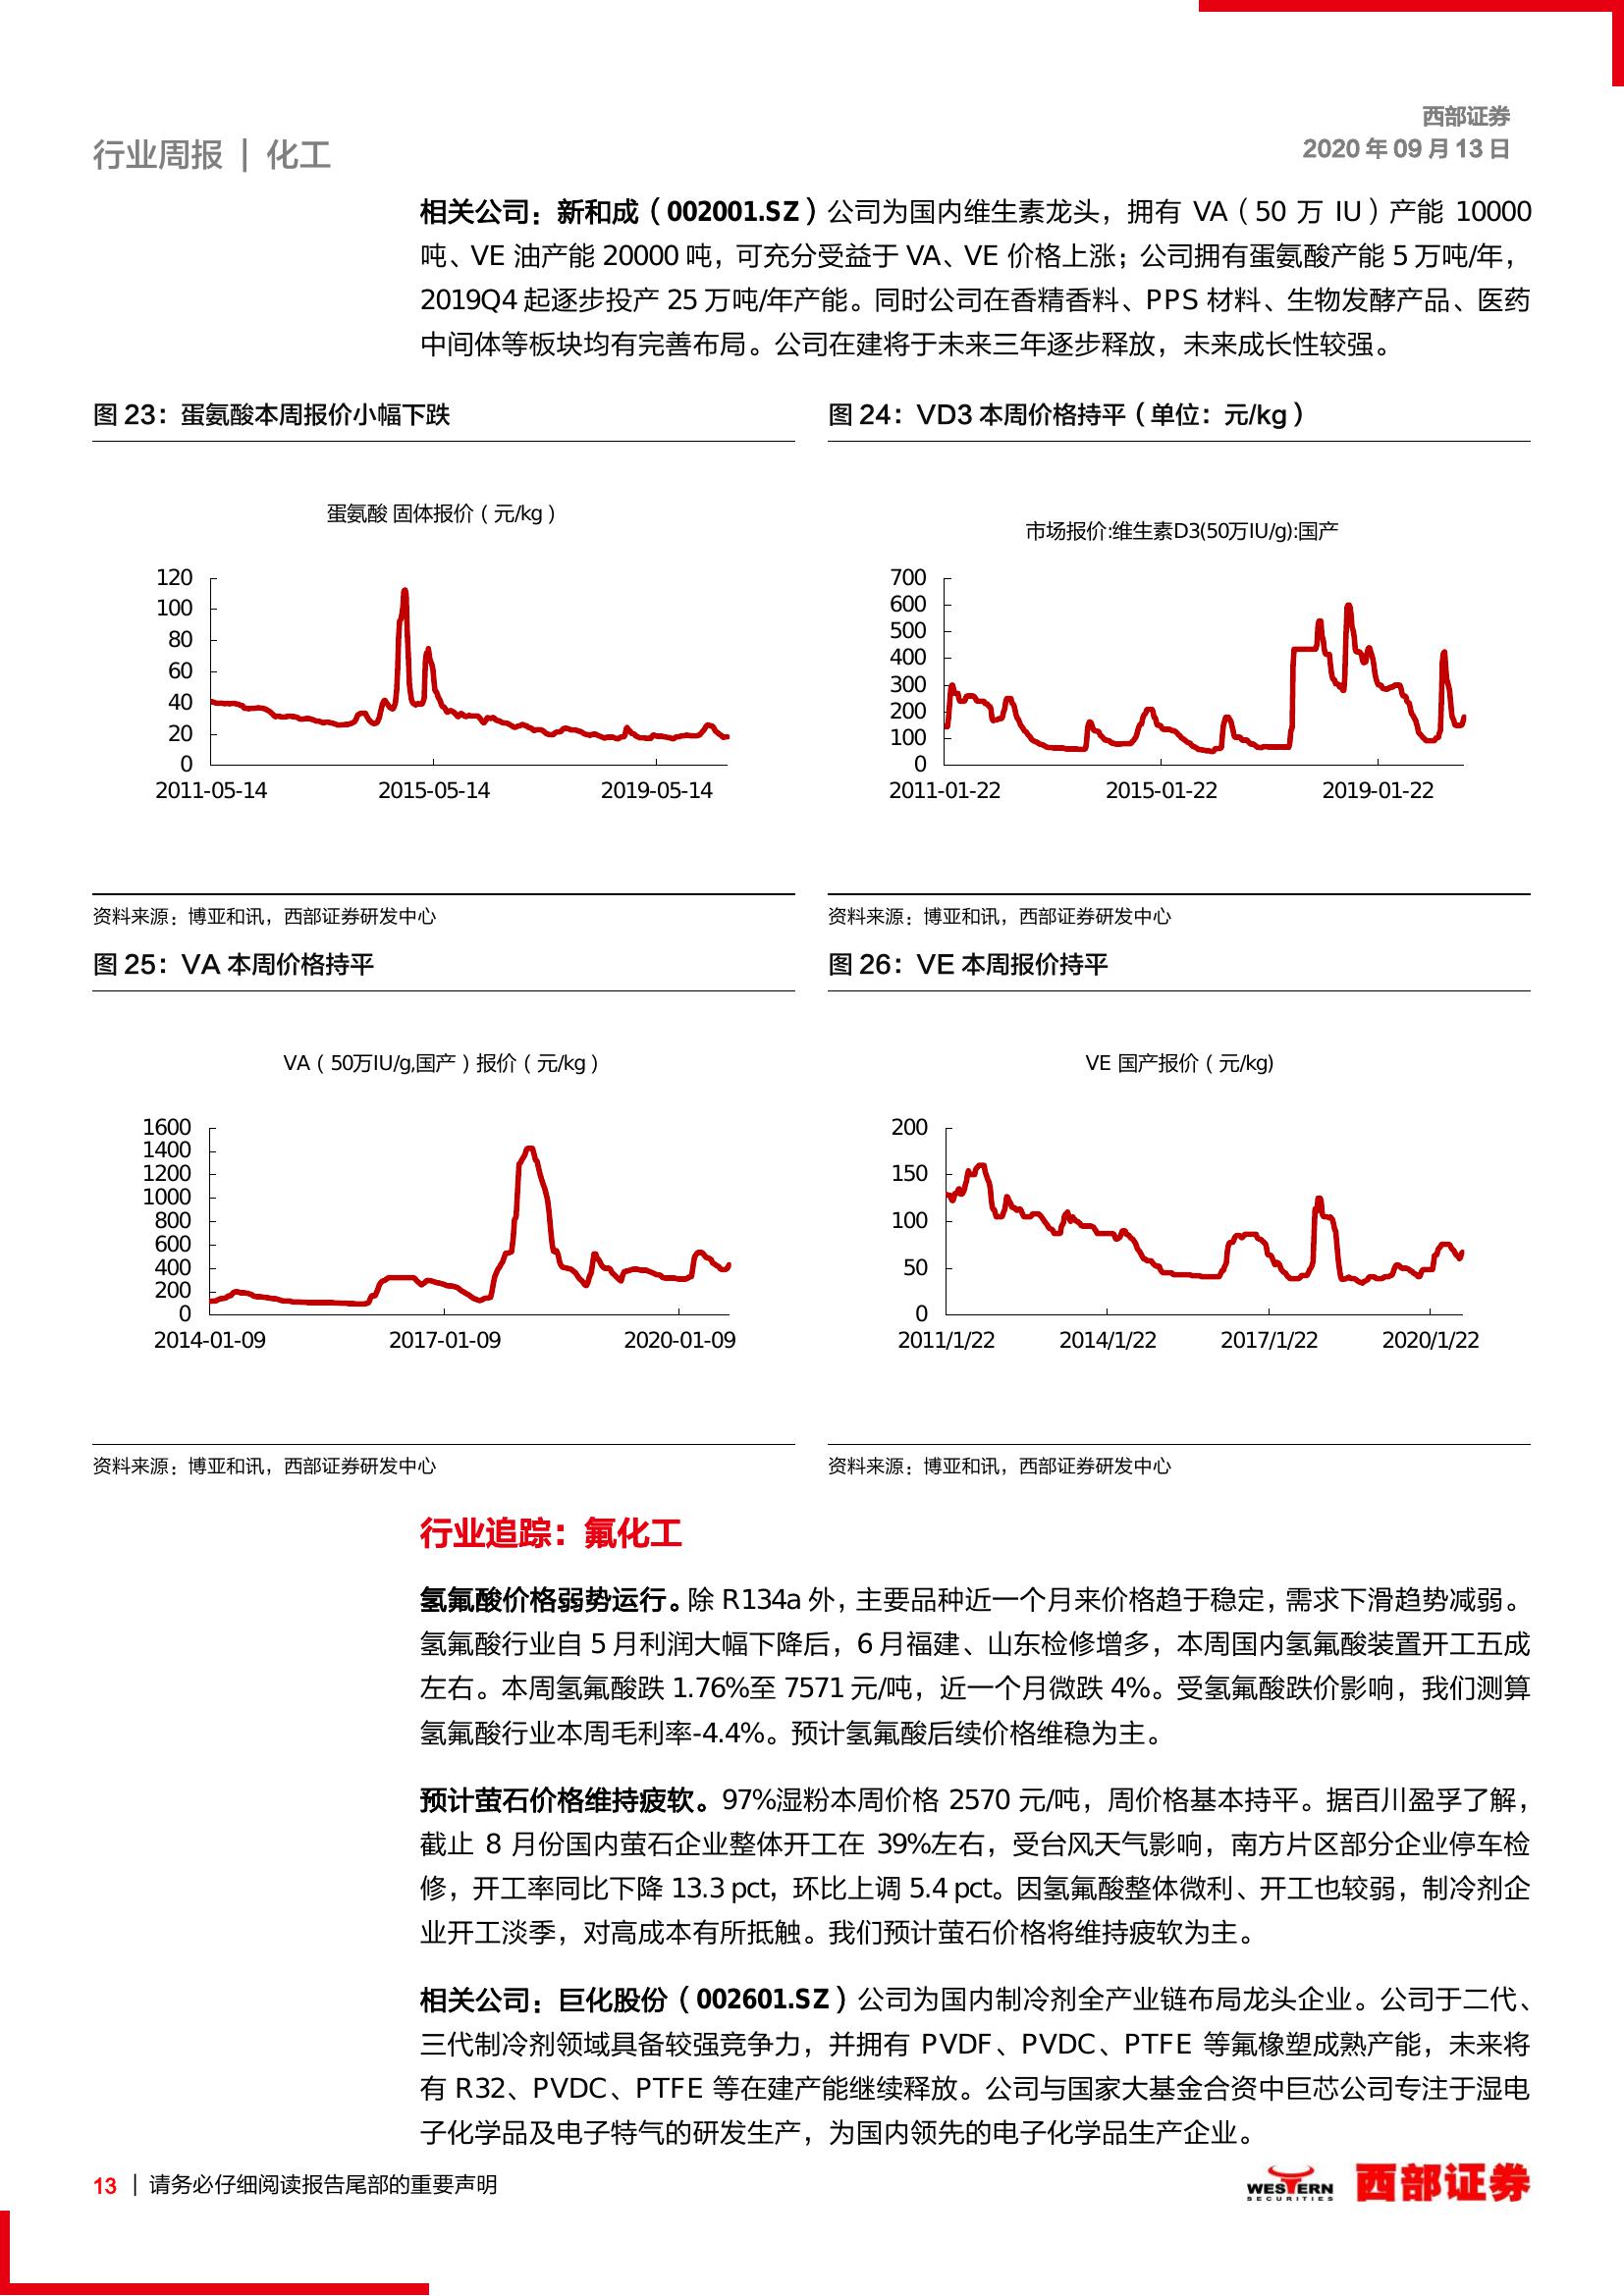 西部证券
行业周报 | 化工
2020 年 09 月 13 日
相关公司：新和成（002001.SZ）公司为国内维生素龙头，拥有 VA（50 万 IU）产能 10000
吨、VE 油产能 20000 吨，可充分受益于 VA、VE 价格上涨；公司拥有蛋氨酸产能 5 万吨/年，
2019Q4 起逐步投产 25 万吨/年产能。同时公司在香精香料、PPS 材料、生物发酵产品、医药
中间体等板块均有完善布局。公司在建将于未来三年逐步释放，未来成长性较强。
图 23：蛋氨酸本周报价小幅下跌
蛋氨酸 固体报价（元/kg）
120
100
80
60
40
20
0
2011-05-14 2015-05-14 2019-05-14
资料来源：博亚和讯，西部证券研发中心
图 24：VD3 本周价格持平（单位：元/kg）
市场报价:维生素D3(50万IU/g):国产
700
600
500
400
300
200
100
0
2011-01-22 2015-01-22 2019-01-22
资料来源：博亚和讯，西部证券研发中心
图 25：VA 本周价格持平
VA（50万IU/g,国产）报价（元/kg）
1600
1400
1200
1000
800
600
400
200
0
2014-01-09 2017-01-09 2020-01-09
资料来源：博亚和讯，西部证券研发中心
图 26：VE 本周报价持平
VE 国产报价（元/kg)
200
150
100
50
0
2011/1/22 2014/1/22 2017/1/22 2020/1/22
资料来源：博亚和讯，西部证券研发中心
行业追踪：氟化工
氢氟酸价格弱势运行。除 R134a 外，主要品种近一个月来价格趋于稳定，需求下滑趋势减弱。
氢氟酸行业自 5 月利润大幅下降后，6 月福建、山东检修增多，本周国内氢氟酸装置开工五成
左右。本周氢氟酸跌 1.76%至 7571 元/吨，近一个月微跌 4%。受氢氟酸跌价影响，我们测算
氢氟酸行业本周毛利率-4.4%。预计氢氟酸后续价格维稳为主。
预计萤石价格维持疲软。97%湿粉本周价格 2570 元/吨，周价格基本持平。据百川盈孚了解，
截止 8 月份国内萤石企业整体开工在 39%左右，受台风天气影响，南方片区部分企业停车检
修，开工率同比下降 13.3 pct，环比上调 5.4 pct。因氢氟酸整体微利、开工也较弱，制冷剂企
业开工淡季，对高成本有所抵触。我们预计萤石价格将维持疲软为主。
相关公司：巨化股份（002601.SZ）公司为国内制冷剂全产业链布局龙头企业。公司于二代、
三代制冷剂领域具备较强竞争力，并拥有 PVDF、PVDC、PTFE 等氟橡塑成熟产能，未来将
有 R32、PVDC、PTFE 等在建产能继续释放。公司与国家大基金合资中巨芯公司专注于湿电
子化学品及电子特气的研发生产，为国内领先的电子化学品生产企业。
13 | 请务必仔细阅读报告尾部的重要声明
WESTERN
SECURITIES
西部证券